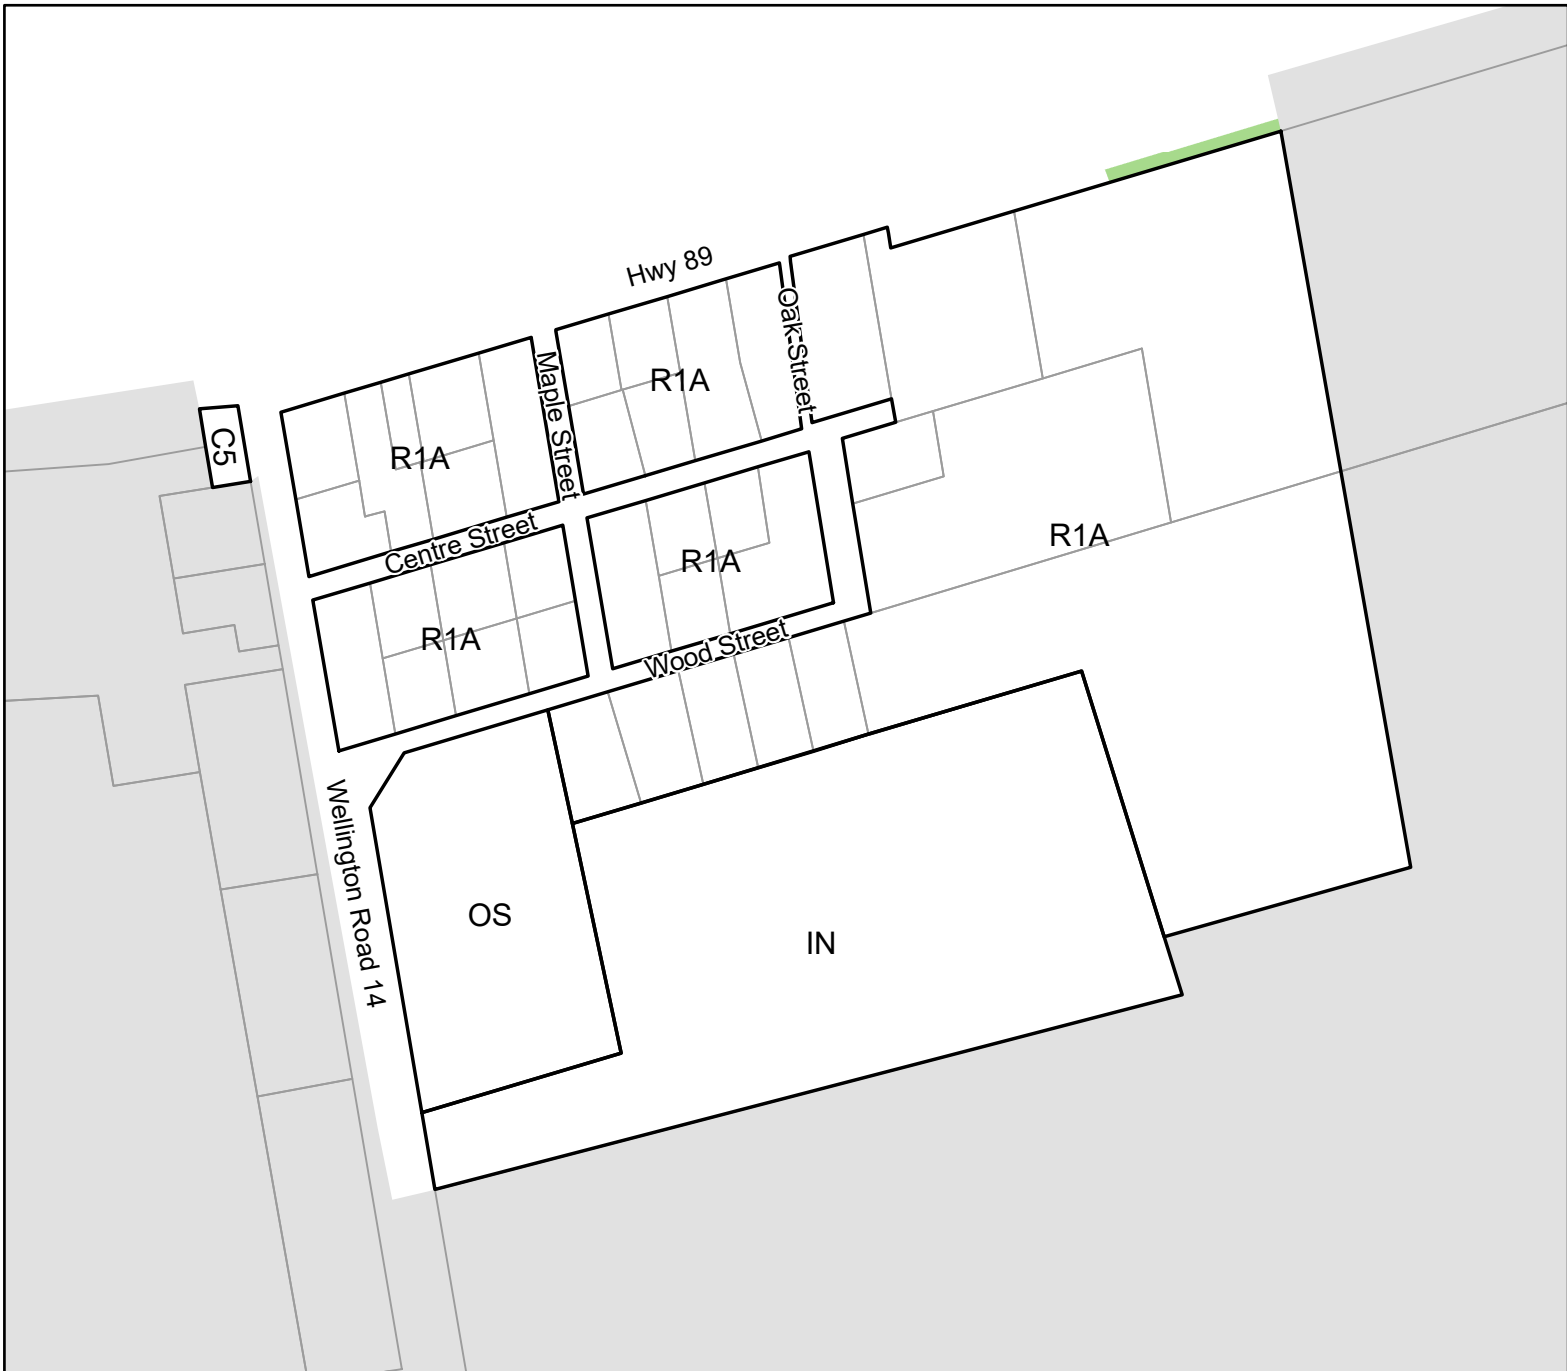 Hwy 89
Oak Street
Maple Street
R1A
C5
R1A
Centre Street
R1A
R1A
R1A
Wood Street
Wellington Road 14
OS
IN